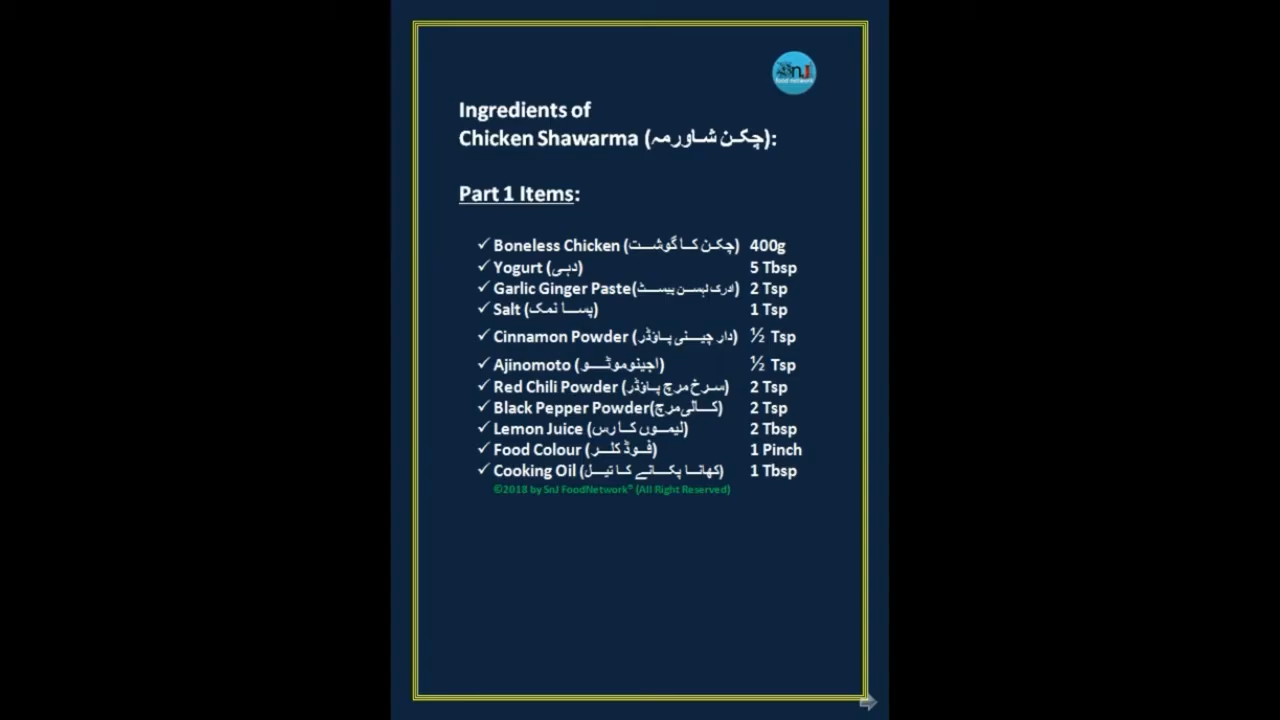 SnJ
food network
Ingredients of
Chicken Shawarma (چکن شاورمہ):
Part 1 Items:
✓ Boneless Chicken (چکن کا گوشت) 400g
✓ Yogurt (دہی) 5 Tbsp
✓ Garlic Ginger Paste(ادرک لہسن پیسٹ) 2 Tsp
✓ Salt (پسا نمک) 1 Tsp
✓ Cinnamon Powder (دار چینی پاؤڈر) ½ Tsp
✓ Ajinomoto (اجینوموٹو) ½ Tsp
✓ Red Chili Powder (سرخ مرچ پاؤڈر) 2 Tsp
✓ Black Pepper Powder(کالی مرچ) 2 Tsp
✓ Lemon Juice (لیموں کا رس) 2 Tbsp
✓ Food Colour (فوڈ کلر) 1 Pinch
✓ Cooking Oil (کھانا پکانے کا تیل) 1 Tbsp
©2018 by SnJ FoodNetwork® (All Right Reserved)